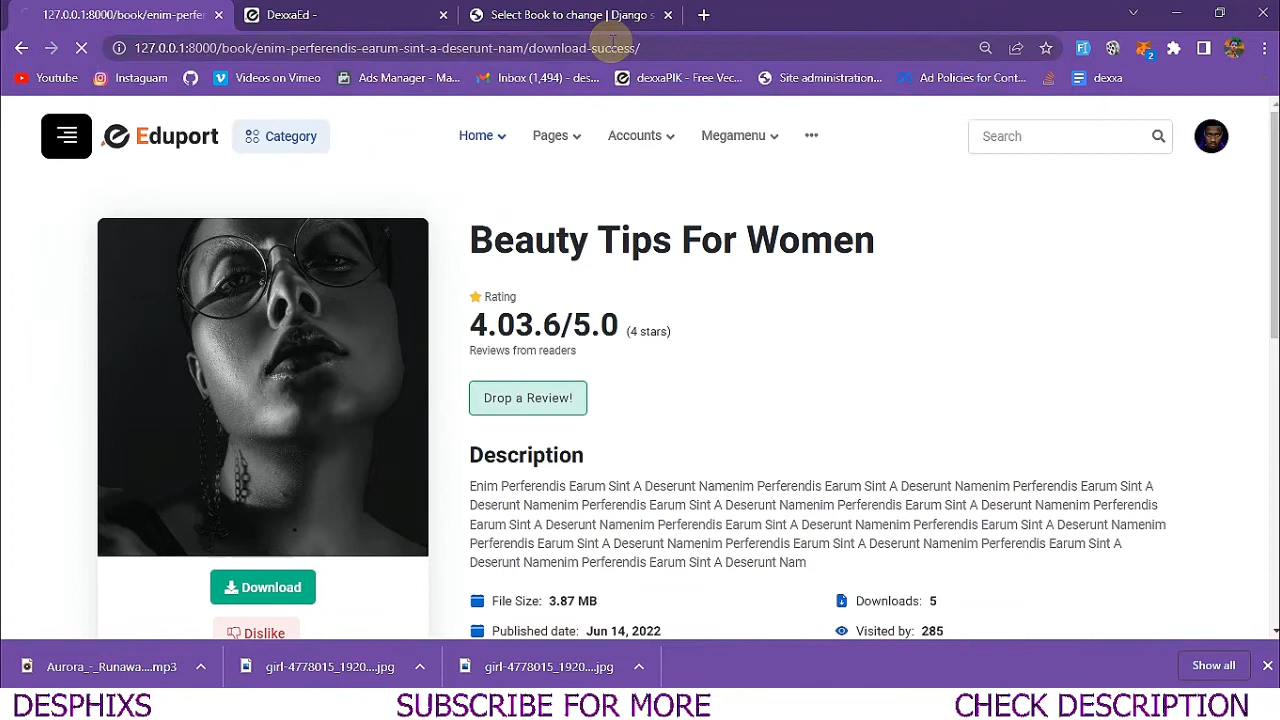 127.0.0.1:8000/book/enim-perfer
DexxaEd -
Select Book to change | Django s
127.0.0.1:8000/book/enim-perferendis-earum-sint-a-deserunt-nam/download-success/
2
Youtube
Instaguam
GitHub
Videos on Vimeo
Ads Manager - Ma...
Inbox (1,494) - des...
dexxaPIK - Free Vec...
Site administration...
Ad Policies for Cont...
dexxa
Eduport
Category
Home
Pages
Accounts
Megamenu
Search
Beauty Tips For Women
Rating
4.03.6/5.0 (4 stars)
Reviews from readers
Drop a Review!
Description
Enim Perferendis Earum Sint A Deserunt Namenim Perferendis Earum Sint A Deserunt Namenim Perferendis Earum Sint A
Deserunt Namenim Perferendis Earum Sint A Deserunt Namenim Perferendis Earum Sint A Deserunt Namenim Perferendis
Earum Sint A Deserunt Namenim Perferendis Earum Sint A Deserunt Namenim Perferendis Earum Sint A Deserunt Namenim
Perferendis Earum Sint A Deserunt Namenim Perferendis Earum Sint A Deserunt Namenim Perferendis Earum Sint A
Deserunt Namenim Perferendis Earum Sint A Deserunt Nam
Download
File Size: 3.87 MB
Downloads: 5
Dislike
Published date: Jun 14, 2022
Visited by: 285
Aurora_-_Runawa....mp3
girl-4778015_1920....jpg
girl-4778015_1920....jpg
Show all
DESPHIXS
SUBSCRIBE FOR MORE
CHECK DESCRIPTION